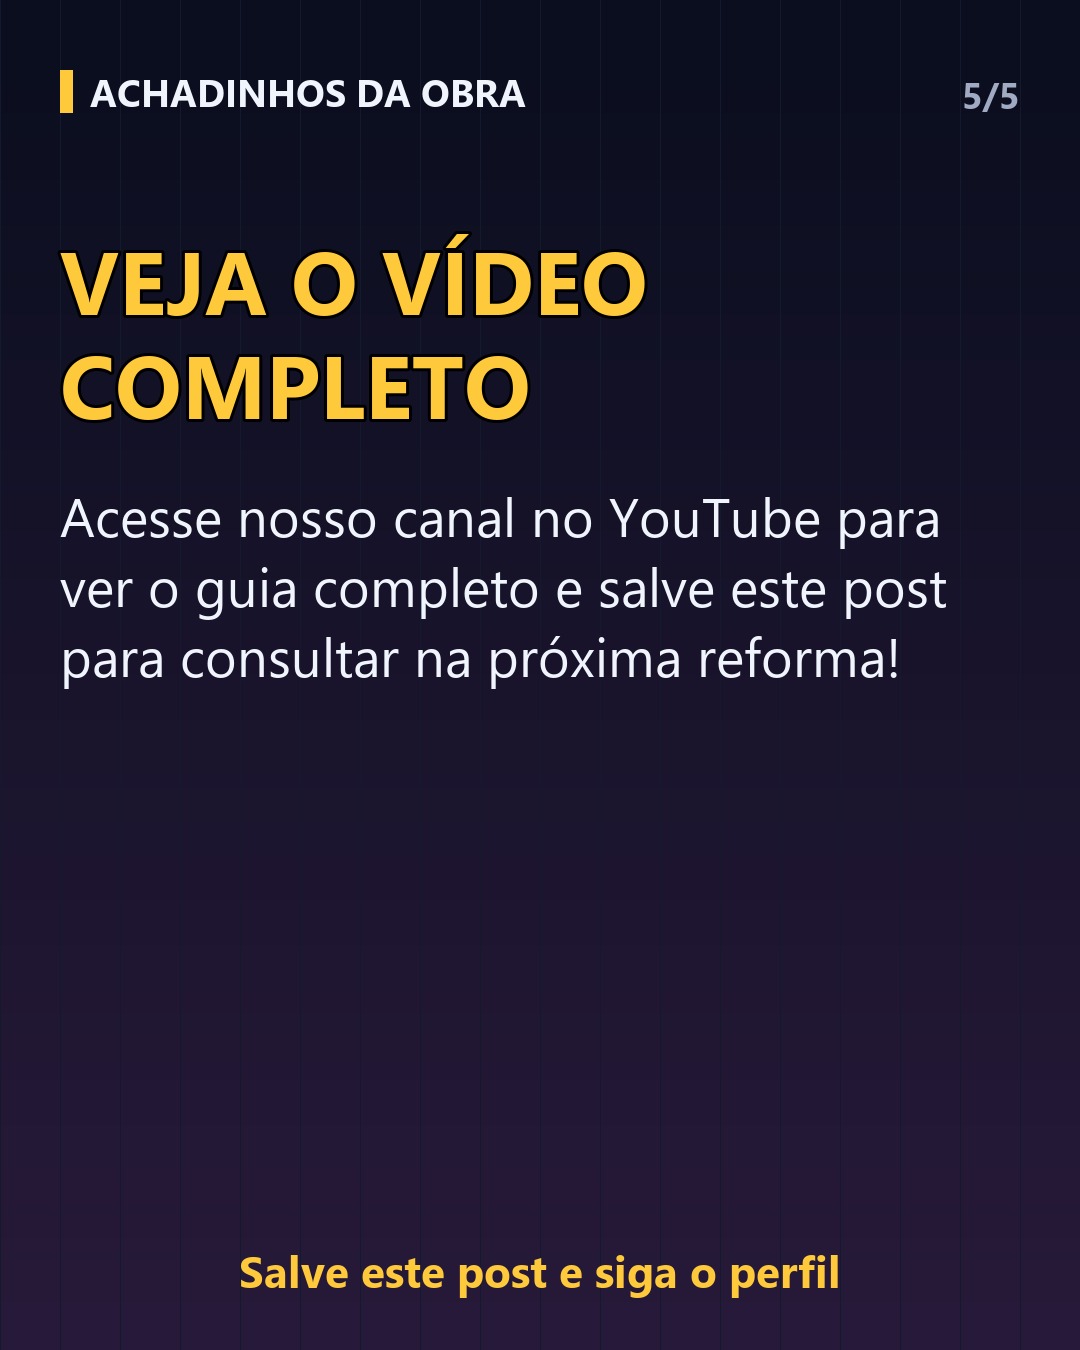 ACHADINHOS DA OBRA
5/5
VEJA O VÍDEO
COMPLETO
Acesse nosso canal no YouTube para
ver o guia completo e salve este post
para consultar na próxima reforma!
Salve este post e siga o perfil